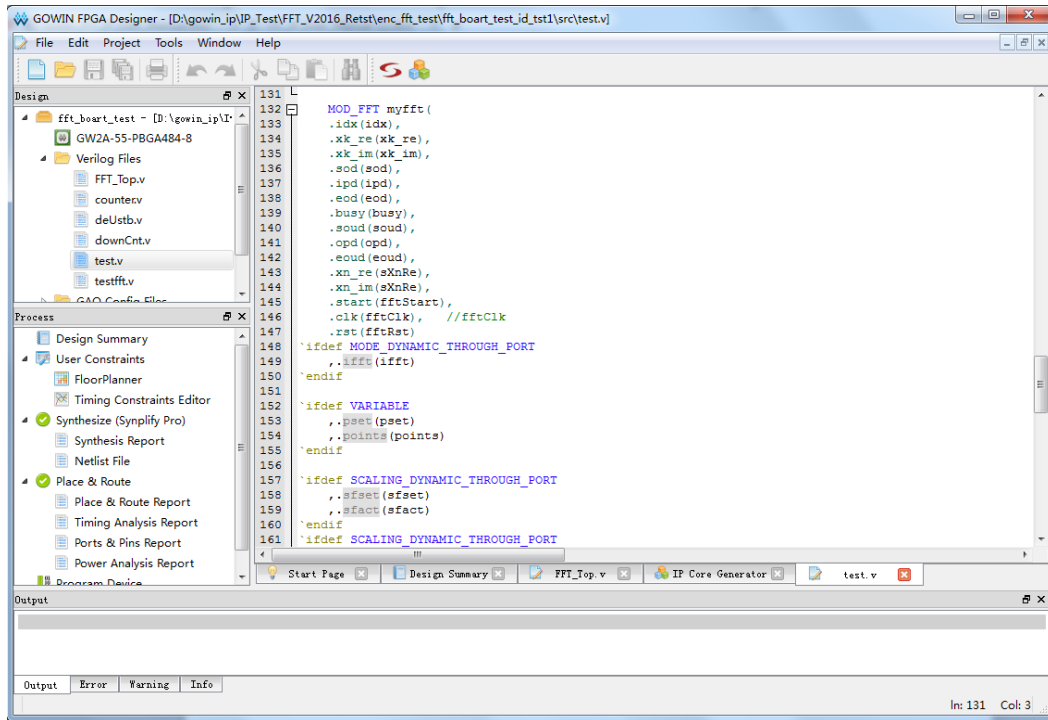 GOWIN FPGA Designer - [D:\gowin_ip\IP_Test\FFT_V2016_Retst\enc_fft_test\fft_boart_test_id_tst1\src\test.v]
File Edit Project Tools Window Help
Design
fft_boart_test - [D:\gowin_ip\I
GW2A-55-PBGA484-8
Verilog Files
FFT_Top.v
counter.v
deUstb.v
downCnt.v
test.v
testfft.v
GAO Config Files
Process
Design Summary
User Constraints
FloorPlanner
Timing Constraints Editor
Synthesize (Synplify Pro)
Synthesis Report
Netlist File
Place & Route
Place & Route Report
Timing Analysis Report
Ports & Pins Report
Power Analysis Report
Program Device
131
132 MOD_FFT myfft(
133 .idx(idx),
134 .xk_re(xk_re),
135 .xk_im(xk_im),
136 .sod(sod),
137 .ipd(ipd),
138 .eod(eod),
139 .busy(busy),
140 .soud(soud),
141 .opd(opd),
142 .eoud(eoud),
143 .xn_re(sXnRe),
144 .xn_im(sXnRe),
145 .start(fftStart),
146 .clk(fftClk), //fftClk
147 .rst(fftRst)
148 `ifdef MODE_DYNAMIC_THROUGH_PORT
149 ,.ifft(ifft)
150 `endif
151
152 `ifdef VARIABLE
153 ,.pset(pset)
154 ,.points(points)
155 `endif
156
157 `ifdef SCALING_DYNAMIC_THROUGH_PORT
158 ,.sfset(sfset)
159 ,.sfact(sfact)
160 `endif
161 `ifdef SCALING_DYNAMIC_THROUGH_PORT
Start Page Design Summary FFT_Top.v IP Core Generator test.v
Output
Output Error Warning Info
ln: 131 Col: 3